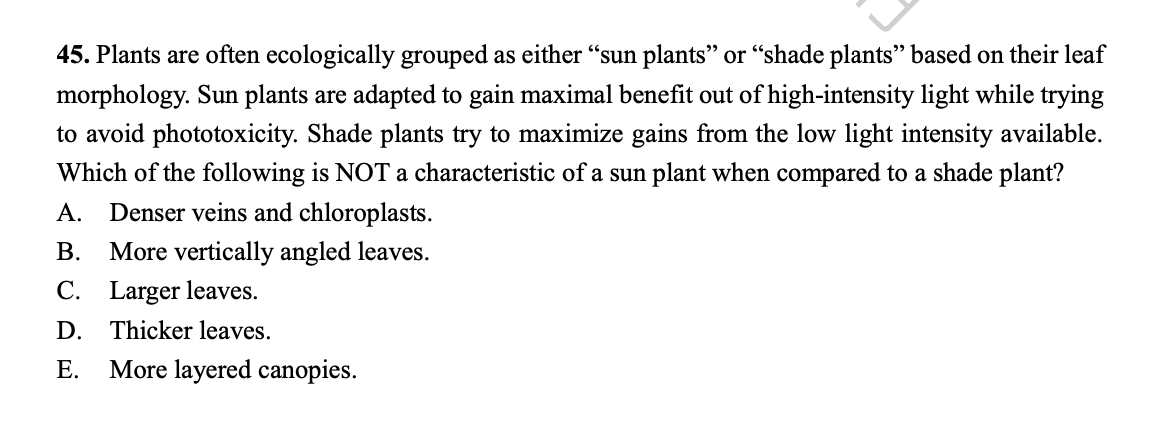 45. Plants are often ecologically grouped as either “sun plants” or “shade plants” based on their leaf
morphology. Sun plants are adapted to gain maximal benefit out of high-intensity light while trying
to avoid phototoxicity. Shade plants try to maximize gains from the low light intensity available.
Which of the following is NOT a characteristic of a sun plant when compared to a shade plant?
A. Denser veins and chloroplasts.
B. More vertically angled leaves.
C. Larger leaves.
D. Thicker leaves.
E. More layered canopies.